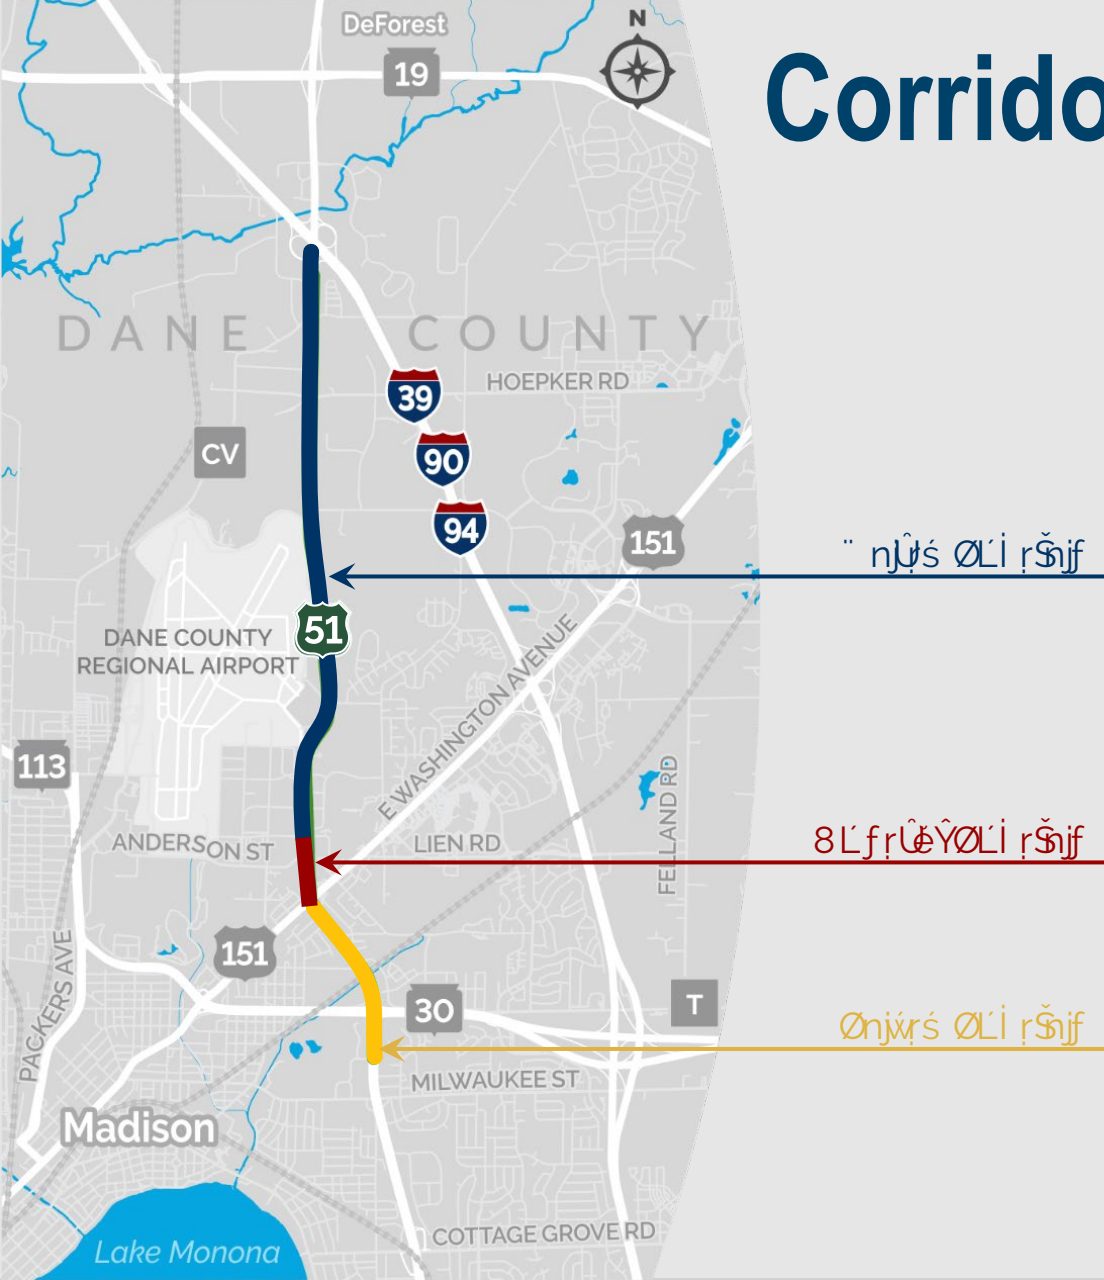 DeForest
N
19
Corrido
DANE COUNTY
HOEPKER RD
39
CV
90
94
151
51
DANE COUNTY
REGIONAL AIRPORT
E WASHINGTON AVENUE
113
FELLAND RD
ANDERSON ST
LIEN RD
151
PACKERS AVE
30
T
MILWAUKEE ST
Madison
COTTAGE GROVE RD
Lake Monona